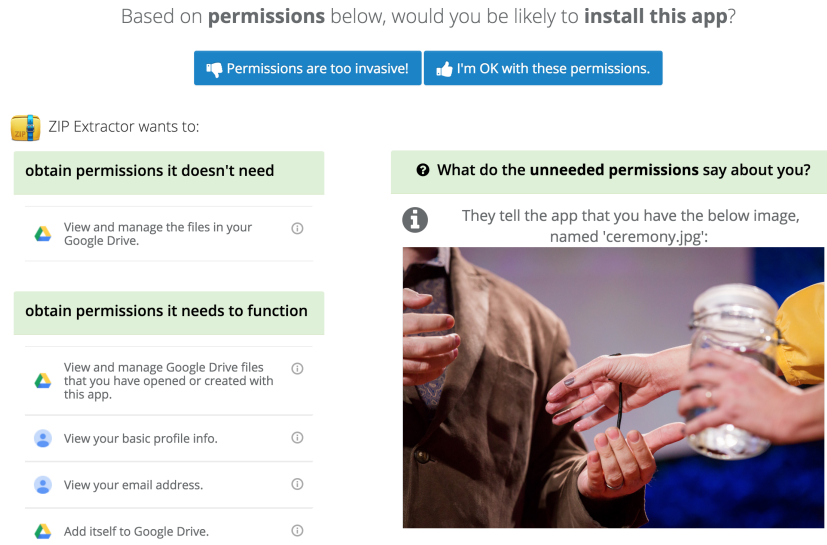 Based on permissions below, would you be likely to install this app?
Permissions are too invasive!
I'm OK with these permissions.
ZIP
ZIP Extractor wants to:
obtain permissions it doesn't need
View and manage the files in your
Google Drive.
obtain permissions it needs to function
View and manage Google Drive files
that you have opened or created with
this app.
View your basic profile info.
View your email address.
Add itself to Google Drive.
What do the unneeded permissions say about you?
They tell the app that you have the below image,
named 'ceremony.jpg':